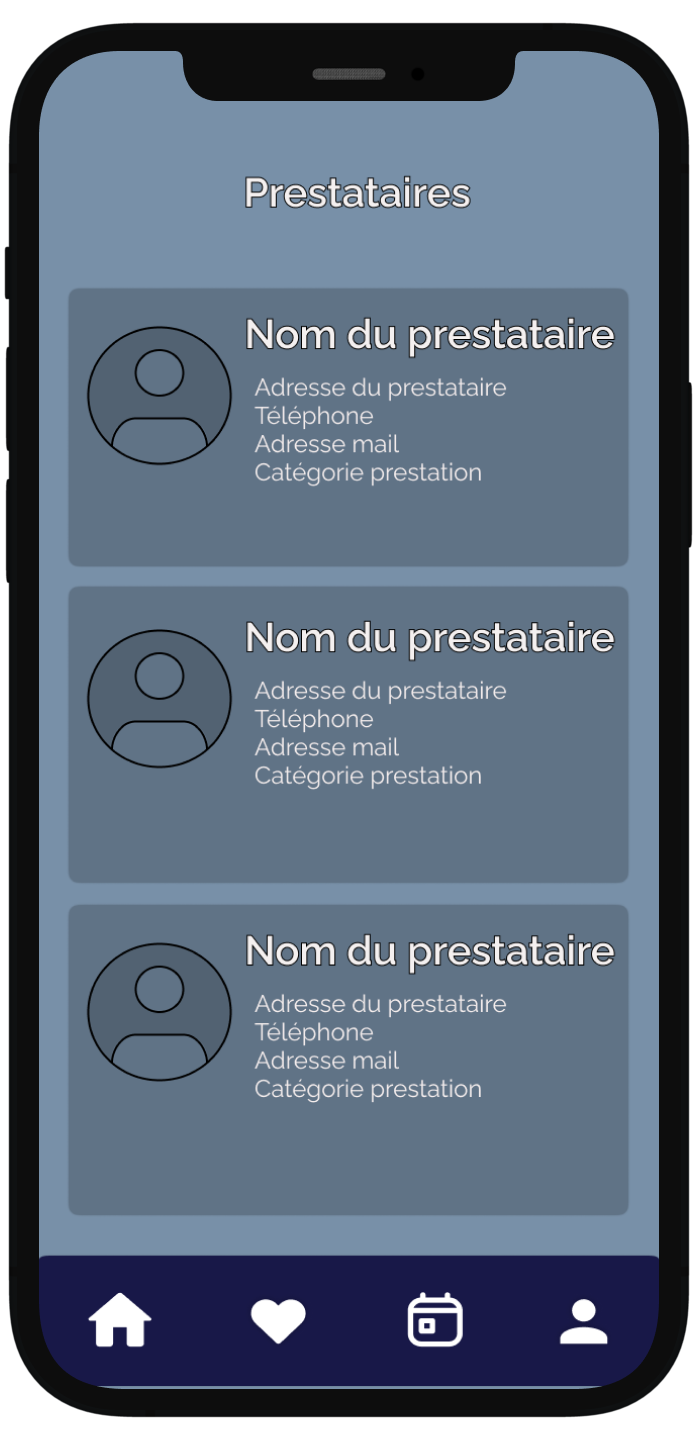 Prestataires
Nom du prestataire
Adresse du prestataire
Téléphone
Adresse mail
Catégorie prestation
Nom du prestataire
Adresse du prestataire
Téléphone
Adresse mail
Catégorie prestation
Nom du prestataire
Adresse du prestataire
Téléphone
Adresse mail
Catégorie prestation